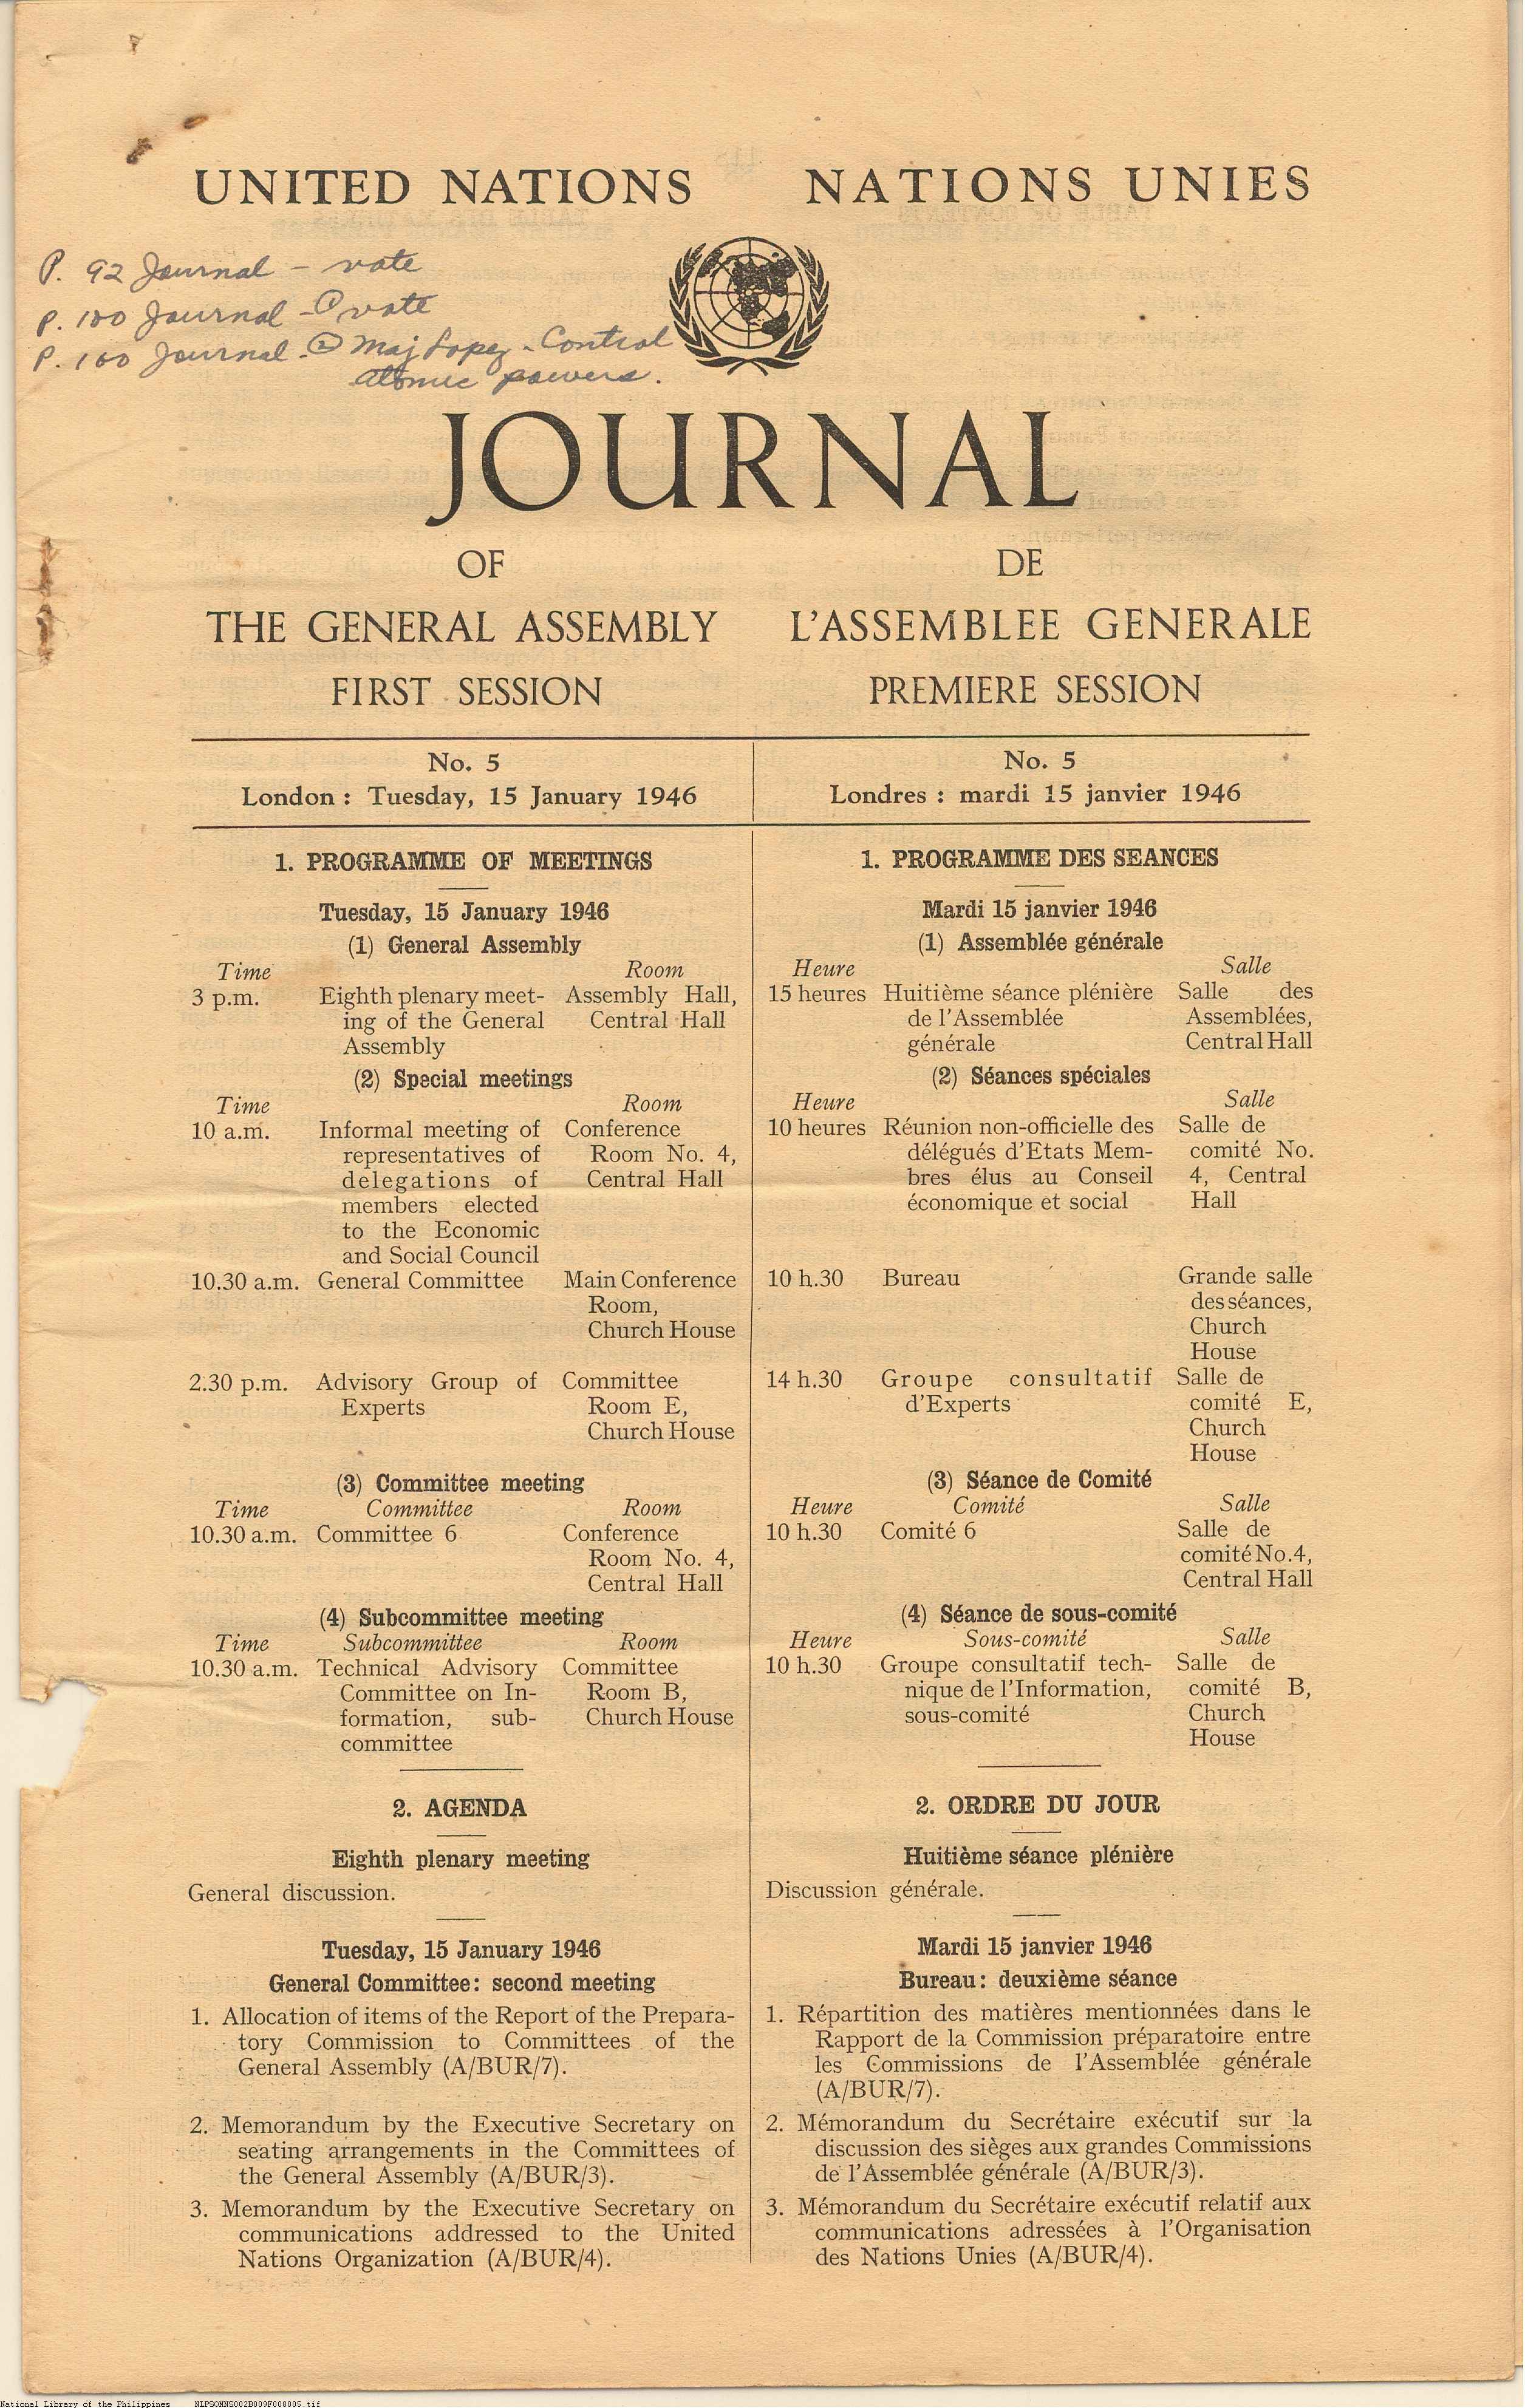 UNITED NATIONS
NATIONS UNIES
P. 92 Journal - vote
P. 100 Journal - ① vote
P. 100 Journal - ② Maj Lopez - Control
atomic powers.
JOURNAL
OF
THE GENERAL ASSEMBLY
FIRST SESSION
DE
L'ASSEMBLEE GENERALE
PREMIERE SESSION
No. 5
London : Tuesday, 15 January 1946
No. 5
Londres : mardi 15 janvier 1946
1. PROGRAMME OF MEETINGS
Tuesday, 15 January 1946
(1) General Assembly
Time Room
3 p.m. Eighth plenary meet- Assembly Hall,
ing of the General Central Hall
Assembly
(2) Special meetings
Time Room
10 a.m. Informal meeting of Conference
representatives of Room No. 4,
delegations of Central Hall
members elected
to the Economic
and Social Council
10.30 a.m. General Committee Main Conference
Room,
Church House
2.30 p.m. Advisory Group of Committee
Experts Room E,
Church House
(3) Committee meeting
Time Committee Room
10.30 a.m. Committee 6 Conference
Room No. 4,
Central Hall
(4) Subcommittee meeting
Time Subcommittee Room
10.30 a.m. Technical Advisory Committee
Committee on In- Room B,
formation, sub- Church House
committee
2. AGENDA
Eighth plenary meeting
General discussion.
Tuesday, 15 January 1946
General Committee: second meeting
1. Allocation of items of the Report of the Prepara-
tory Commission to Committees of the
General Assembly (A/BUR/7).
2. Memorandum by the Executive Secretary on
seating arrangements in the Committees of
the General Assembly (A/BUR/3).
3. Memorandum by the Executive Secretary on
communications addressed to the United
Nations Organization (A/BUR/4).
1. PROGRAMME DES SEANCES
Mardi 15 janvier 1946
(1) Assemblée générale
Heure Salle
15 heures Huitième séance plénière Salle des
de l'Assemblée Assemblées,
générale Central Hall
(2) Séances spéciales
Heure Salle
10 heures Réunion non-officielle des Salle de
délégués d'Etats Mem- comité No.
bres élus au Conseil 4, Central
économique et social Hall
10 h.30 Bureau Grande salle
des séances,
Church
House
14 h.30 Groupe consultatif Salle de
d'Experts comité E,
Church
House
(3) Séance de Comité
Heure Comité Salle
10 h.30 Comité 6 Salle de
comité No.4,
Central Hall
(4) Séance de sous-comité
Heure Sous-comité Salle
10 h.30 Groupe consultatif tech- Salle de
nique de l'Information, comité B,
sous-comité Church
House
2. ORDRE DU JOUR
Huitième séance plénière
Discussion générale.
Mardi 15 janvier 1946
Bureau: deuxième séance
1. Répartition des matières mentionnées dans le
Rapport de la Commission préparatoire entre
les Commissions de l'Assemblée générale
(A/BUR/7).
2. Mémorandum du Secrétaire exécutif sur la
discussion des sièges aux grandes Commissions
de l'Assemblée générale (A/BUR/3).
3. Mémorandum du Secrétaire exécutif relatif aux
communications adressées à l'Organisation
des Nations Unies (A/BUR/4).
National Library of the Philippines NLPSOMNS002B009F008005.tif